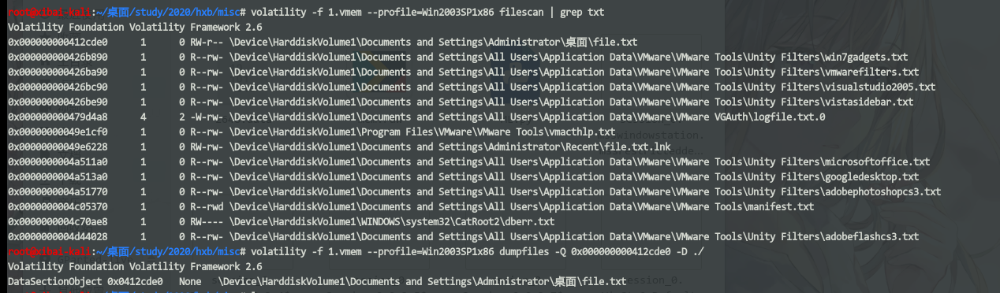 root@xibai-kali:~/桌面/study/2020/hxb/misc# volatility -f 1.vmem --profile=Win2003SP1x86 filescan | grep txt
Volatility Foundation Volatility Framework 2.6
0x000000000412cde0 1 0 RW-r-- \Device\HarddiskVolume1\Documents and Settings\Administrator\桌面\file.txt
0x000000000426b890 1 0 R--rw- \Device\HarddiskVolume1\Documents and Settings\All Users\Application Data\VMware\VMware Tools\Unity Filters\win7gadgets.txt
0x000000000426ba90 1 0 R--rw- \Device\HarddiskVolume1\Documents and Settings\All Users\Application Data\VMware\VMware Tools\Unity Filters\vmwarefilters.txt
0x000000000426bc90 1 0 R--rw- \Device\HarddiskVolume1\Documents and Settings\All Users\Application Data\VMware\VMware Tools\Unity Filters\visualstudio2005.txt
0x000000000426be90 1 0 R--rw- \Device\HarddiskVolume1\Documents and Settings\All Users\Application Data\VMware\VMware Tools\Unity Filters\vistasidebar.txt
0x000000000479d4a8 4 2 -W-rw- \Device\HarddiskVolume1\Documents and Settings\All Users\Application Data\VMware\VMware VGAuth\logfile.txt.0
0x00000000049e1cf0 1 0 R--rw- \Device\HarddiskVolume1\Program Files\VMware\VMware Tools\vmacthlp.txt
0x00000000049e6228 1 0 RW-rw- \Device\HarddiskVolume1\Documents and Settings\Administrator\Recent\file.txt.lnk
0x0000000004a511a0 1 0 R--rw- \Device\HarddiskVolume1\Documents and Settings\All Users\Application Data\VMware\VMware Tools\Unity Filters\microsoftoffice.txt
0x0000000004a513a0 1 0 R--rw- \Device\HarddiskVolume1\Documents and Settings\All Users\Application Data\VMware\VMware Tools\Unity Filters\googledesktop.txt
0x0000000004a51770 1 0 R--rw- \Device\HarddiskVolume1\Documents and Settings\All Users\Application Data\VMware\VMware Tools\Unity Filters\adobephotoshopcs3.txt
0x0000000004c05370 1 0 R--rwd \Device\HarddiskVolume1\Documents and Settings\All Users\Application Data\VMware\VMware Tools\manifest.txt
0x0000000004c70ae8 1 0 RW---- \Device\HarddiskVolume1\WINDOWS\system32\CatRoot2\dberr.txt
0x0000000004d44028 1 0 R--rw- \Device\HarddiskVolume1\Documents and Settings\All Users\Application Data\VMware\VMware Tools\Unity Filters\adobeflashcs3.txt
root@xibai-kali:~/桌面/study/2020/hxb/misc# volatility -f 1.vmem --profile=Win2003SP1x86 dumpfiles -Q 0x000000000412cde0 -D ./
Volatility Foundation Volatility Framework 2.6
DataSectionObject 0x0412cde0 None \Device\HarddiskVolume1\Documents and Settings\Administrator\桌面\file.txt